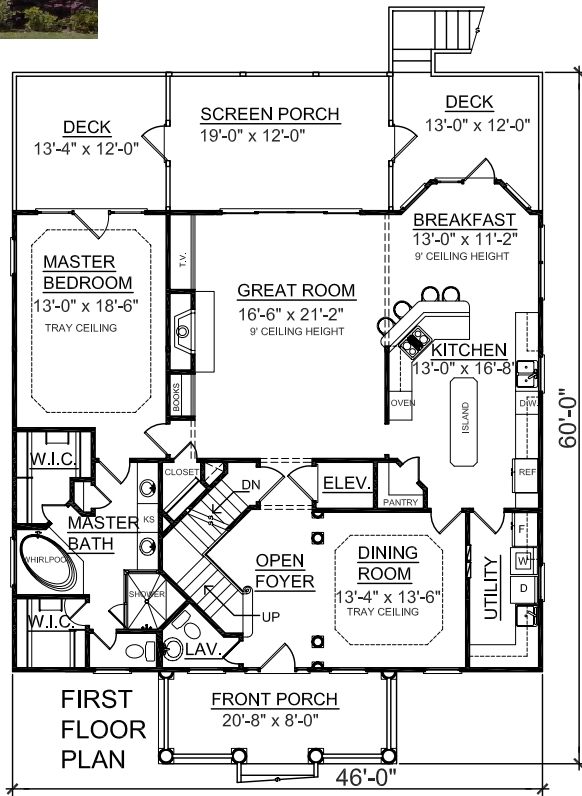 DECK
13'-4" x 12'-0"
SCREEN PORCH
19'-0" x 12'-0"
DECK
13'-0" x 12'-0"
BREAKFAST
13'-0" x 11'-2"
9' CEILING HEIGHT
MASTER
BEDROOM
13'-0" x 18'-6"
TRAY CEILING
T.V.
GREAT ROOM
16'-6" x 21'-2"
9' CEILING HEIGHT
BOOKS
KITCHEN
13'-0" x 16'-8"
OVEN
ISLAND
D.W.
REF
60'-0"
W.I.C.
CLOSET
DN
ELEV.
PANTRY
MASTER
BATH
KS
WHIRLPOOL
SHOWER
OPEN
FOYER
UP
DINING
ROOM
13'-4" x 13'-6"
TRAY CEILING
UTILITY
F
W
D
W.I.C.
LAV.
FIRST
FLOOR
PLAN
FRONT PORCH
20'-8" x 8'-0"
46'-0"